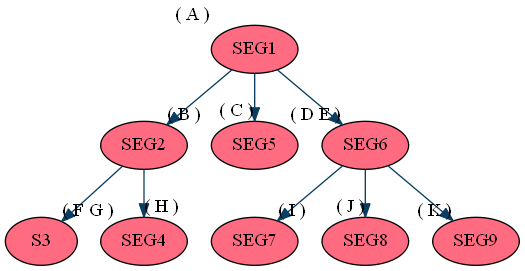 ( A )
SEG1
( B )
( C )
( D E )
SEG2
SEG5
SEG6
( F G )
( H )
( I )
( J )
( K )
S3
SEG4
SEG7
SEG8
SEG9